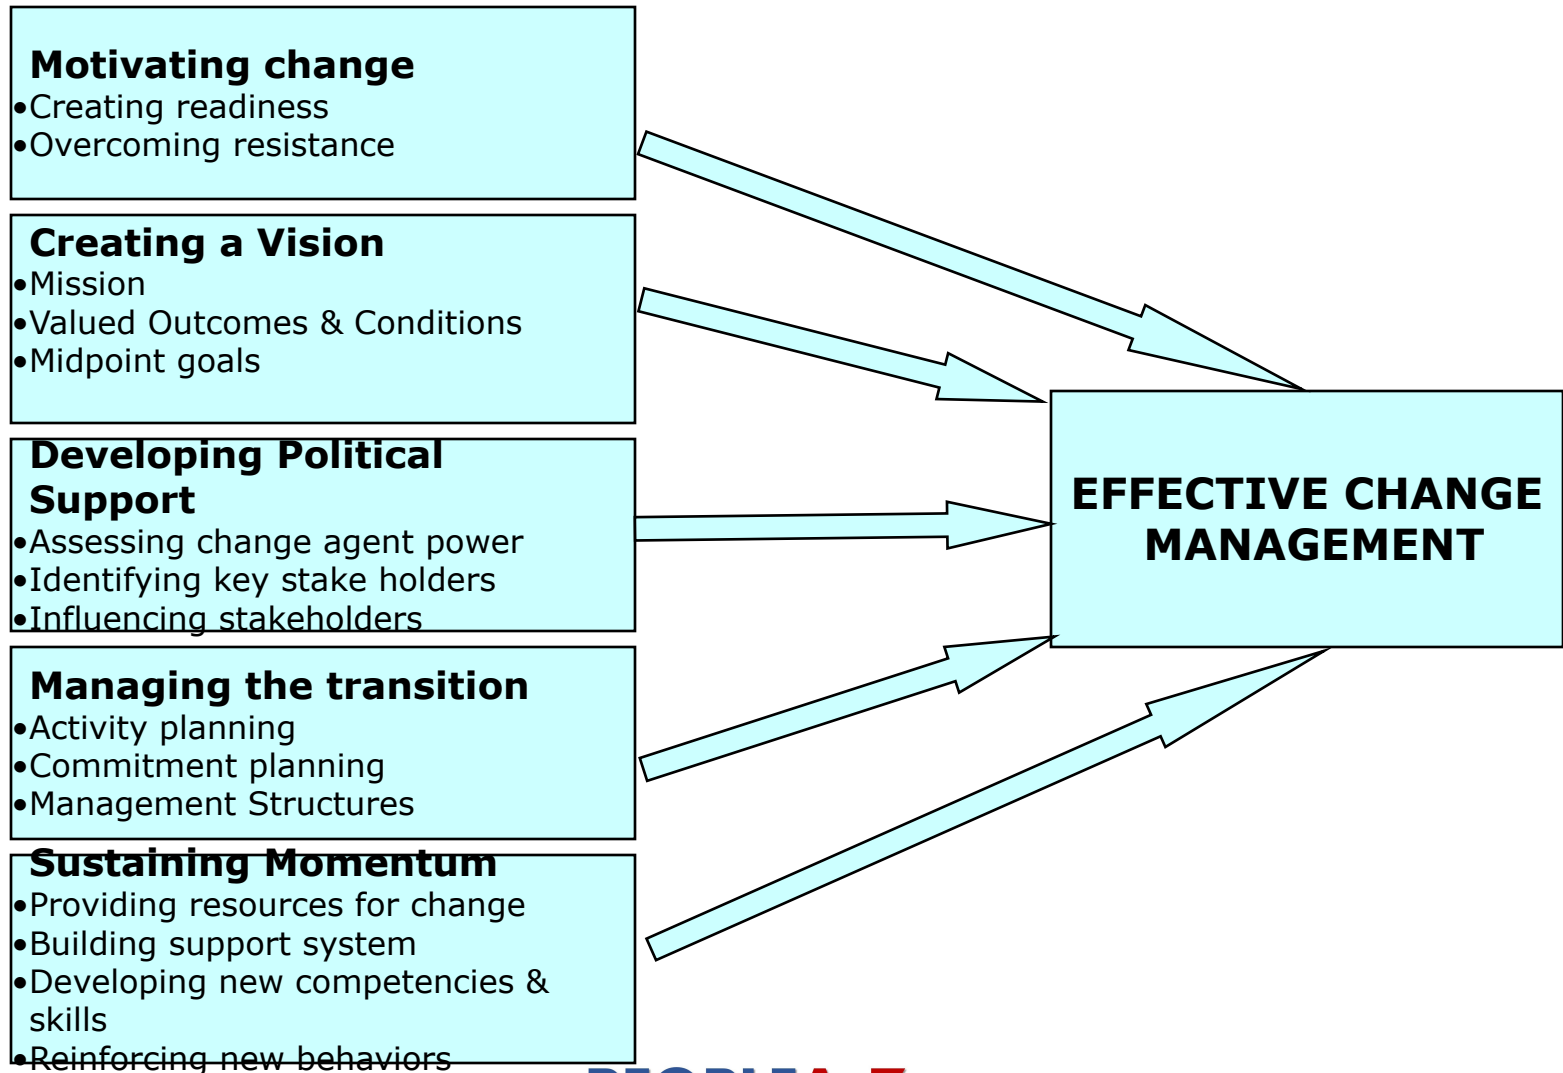 Motivating change
•Creating readiness
•Overcoming resistance
Creating a Vision
•Mission
•Valued Outcomes & Conditions
•Midpoint goals
Developing Political
Support
•Assessing change agent power
•Identifying key stake holders
•Influencing stakeholders
Managing the transition
•Activity planning
•Commitment planning
•Management Structures
Sustaining Momentum
•Providing resources for change
•Building support system
•Developing new competencies &
skills
•Reinforcing new behaviors
EFFECTIVE CHANGE
MANAGEMENT